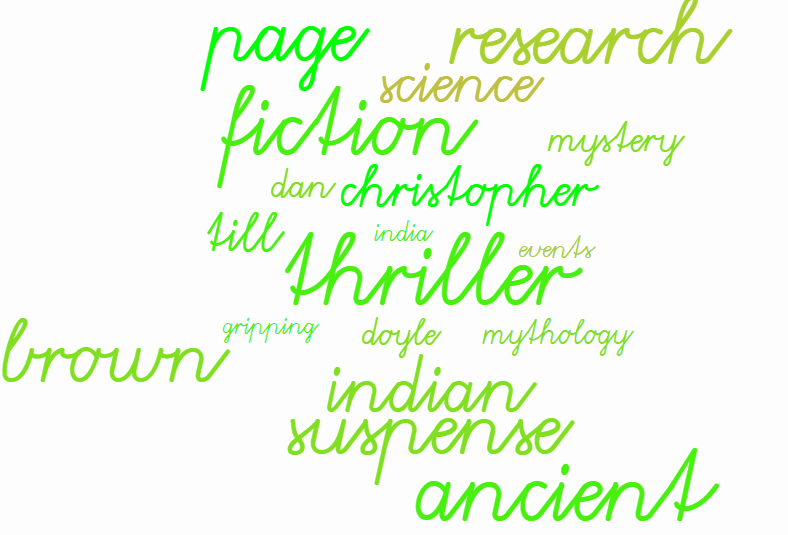 page research
science
fiction
mystery
dan christopher
till india
events
thriller
gripping doyle mythology
brown
indian
suspense
ancient